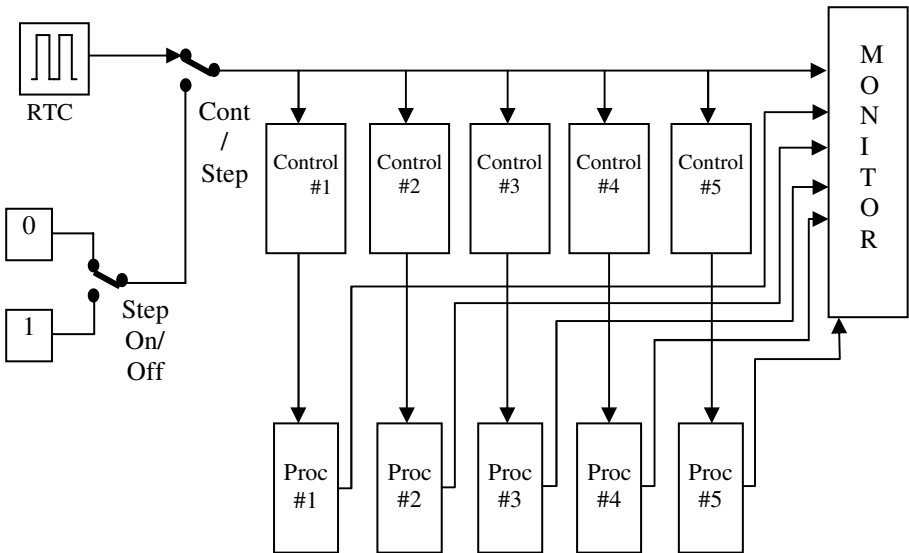 RTC
Cont
/
Step
0
1
Step
On/
Off
Control
#1
Control
#2
Control
#3
Control
#4
Control
#5
M
O
N
I
T
O
R
Proc
#1
Proc
#2
Proc
#3
Proc
#4
Proc
#5